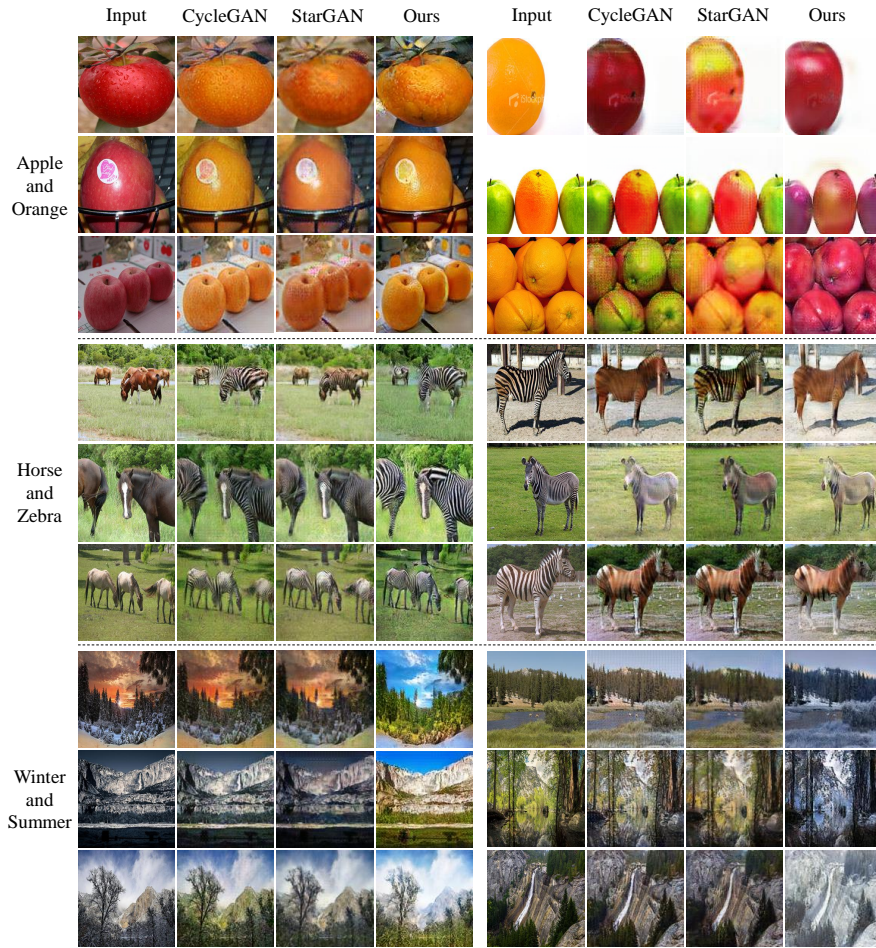 Input CycleGAN StarGAN Ours Input CycleGAN StarGAN Ours
Apple
and
Orange
Horse
and
Zebra
Winter
and
Summer